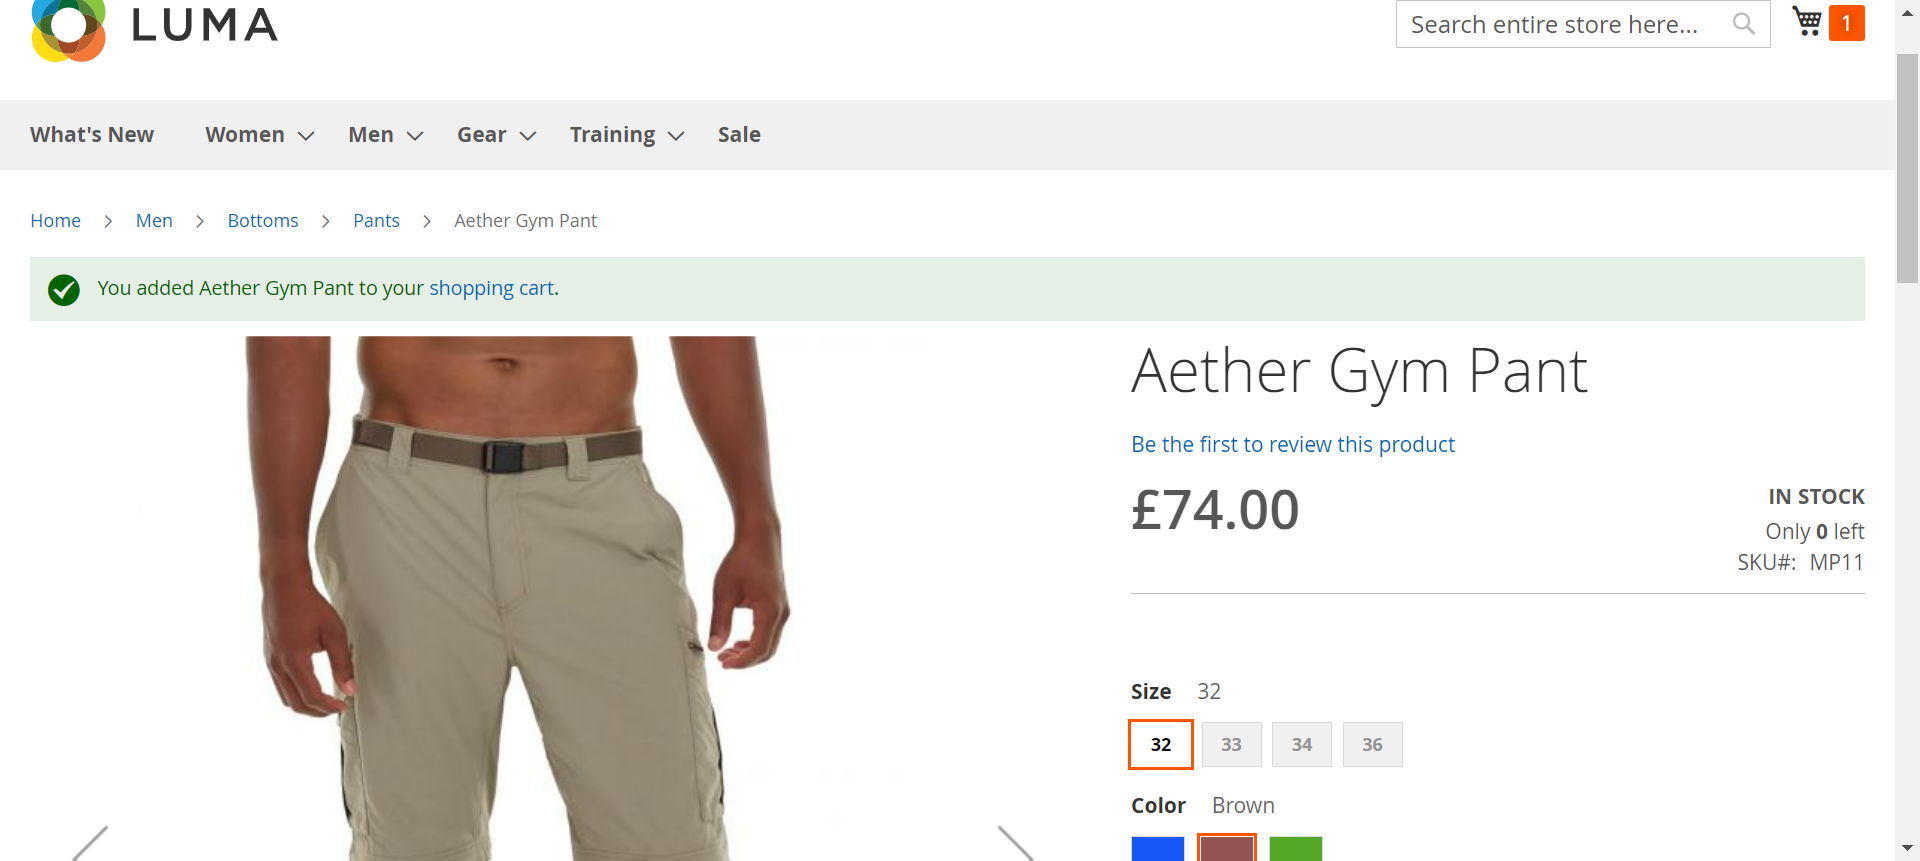 LUMA
Search entire store here...
1
What's New Women Men Gear Training Sale
Home > Men > Bottoms > Pants > Aether Gym Pant
You added Aether Gym Pant to your shopping cart.
Aether Gym Pant
Be the first to review this product
£74.00
IN STOCK
Only 0 left
SKU#: MP11
Size 32
32 33 34 36
Color Brown